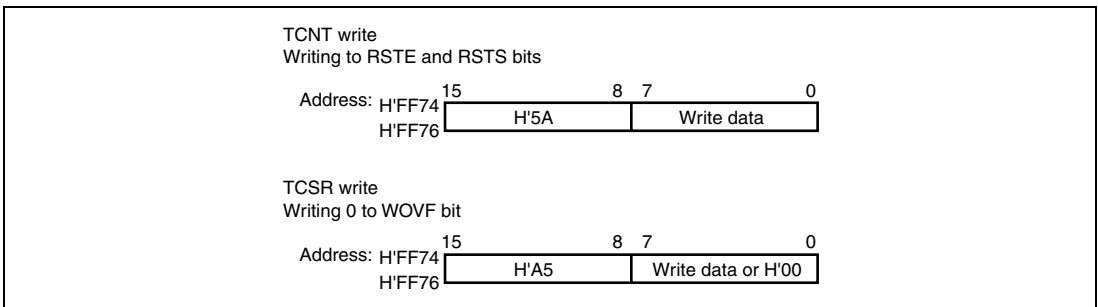 TCNT write
Writing to RSTE and RSTS bits
15 8 7 0
Address: H'FF74
H'5A Write data
H'FF76
TCSR write
Writing 0 to WOVF bit
15 8 7 0
Address: H'FF74
H'A5 Write data or H'00
H'FF76